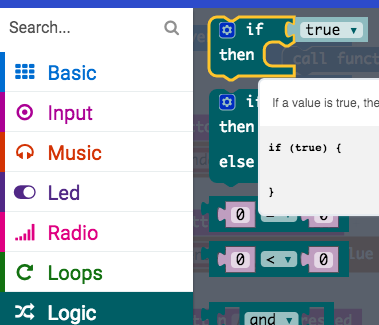 Search...
Basic
Input
Music
Led
Radio
Loops
Logic
if true
then
call funct
If a value is true, the
if (true) {
}
if
then
else
0 = 0
0 < 0
and